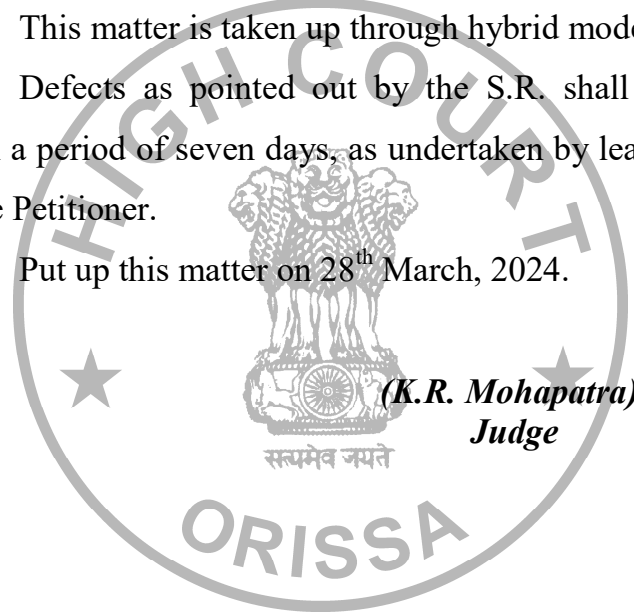 This matter is taken up through hybrid mode
Defects as pointed out by the S.R. shall
a period of seven days, as undertaken by lea
e Petitioner.
Put up this matter on 28th March, 2024.
(K.R. Mohapatra)
Judge
HIGH COURT
सत्यमेव जयते
ORISSA